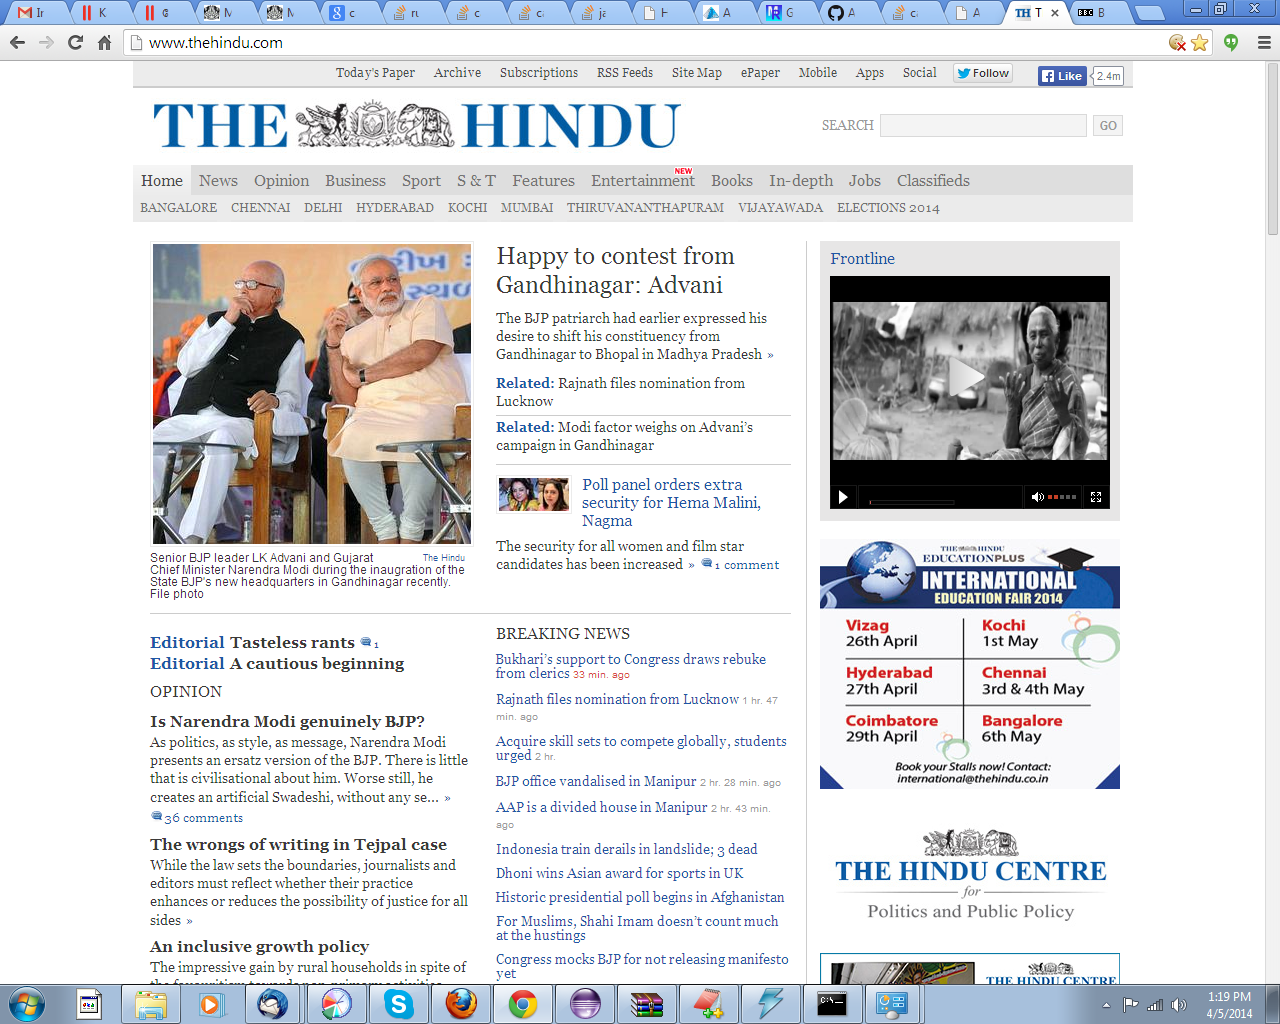 Ir
K
G
M
M
c
ru
c
ca
ja
H
A
G
A
ca
A
TH T
BBC B
www.thehindu.com
Today's Paper Archive Subscriptions RSS Feeds Site Map ePaper Mobile Apps Social Follow Like 2.4m
THE HINDU
SEARCH GO
Home News Opinion Business Sport S & T Features Entertainment NEW Books In-depth Jobs Classifieds
BANGALORE CHENNAI DELHI HYDERABAD KOCHI MUMBAI THIRUVANANTHAPURAM VIJAYAWADA ELECTIONS 2014
Senior BJP leader LK Advani and Gujarat The Hindu
Chief Minister Narendra Modi during the inaugration of the
State BJP's new headquarters in Gandhinagar recently.
File photo
Happy to contest from
Gandhinagar: Advani
The BJP patriarch had earlier expressed his
desire to shift his constituency from
Gandhinagar to Bhopal in Madhya Pradesh »
Related: Rajnath files nomination from
Lucknow
Related: Modi factor weighs on Advani's
campaign in Gandhinagar
Poll panel orders extra
security for Hema Malini,
Nagma
The security for all women and film star
candidates has been increased » 1 comment
Editorial Tasteless rants 1
Editorial A cautious beginning
OPINION
Is Narendra Modi genuinely BJP?
As politics, as style, as message, Narendra Modi
presents an ersatz version of the BJP. There is little
that is civilisational about him. Worse still, he
creates an artificial Swadeshi, without any se... »
36 comments
The wrongs of writing in Tejpal case
While the law sets the boundaries, journalists and
editors must reflect whether their practice
enhances or reduces the possibility of justice for all
sides »
An inclusive growth policy
The impressive gain by rural households in spite of
BREAKING NEWS
Bukhari's support to Congress draws rebuke
from clerics 33 min. ago
Rajnath files nomination from Lucknow 1 hr. 47
min. ago
Acquire skill sets to compete globally, students
urged 2 hr.
BJP office vandalised in Manipur 2 hr. 28 min. ago
AAP is a divided house in Manipur 2 hr. 43 min.
ago
Indonesia train derails in landslide; 3 dead
Dhoni wins Asian award for sports in UK
Historic presidential poll begins in Afghanistan
For Muslims, Shahi Imam doesn't count much
at the hustings
Congress mocks BJP for not releasing manifesto
yet
Frontline
THE HINDU
EDUCATIONPLUS
INTERNATIONAL
EDUCATION FAIR 2014
Vizag
26th April
Kochi
1st May
Hyderabad
27th April
Chennai
3rd & 4th May
Coimbatore
29th April
Bangalore
6th May
Book your Stalls now! Contact:
international@thehindu.co.in
THE HINDU CENTRE
for
Politics and Public Policy
THE HINDU CENTRE
1:19 PM
4/5/2014